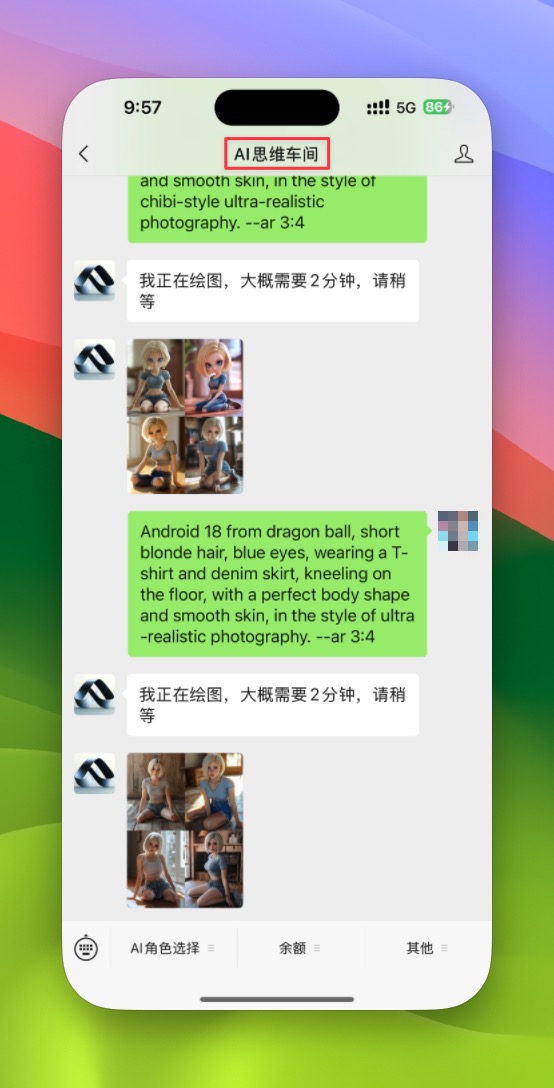 9:57
5G
86
AI思维车间
and smooth skin, in the style of
chibi-style ultra-realistic
photography. --ar 3:4
我正在绘图，大概需要2分钟，请稍
等
Android 18 from dragon ball, short
blonde hair, blue eyes, wearing a T-
shirt and denim skirt, kneeling on
the floor, with a perfect body shape
and smooth skin, in the style of ultra
-realistic photography. --ar 3:4
我正在绘图，大概需要2分钟，请稍
等
AI角色选择
余额
其他